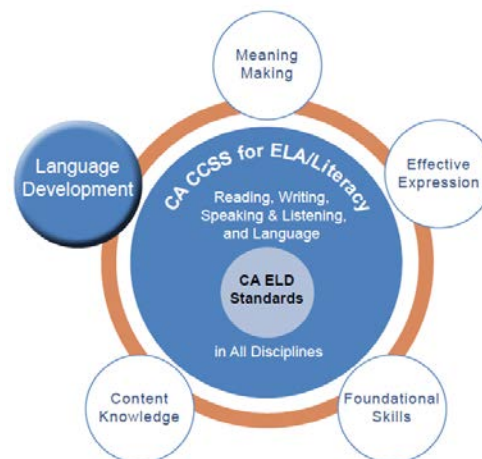 Meaning
Making
Language
Development
Effective
Expression
CA CCSS for ELA/Literacy
Reading, Writing,
Speaking & Listening,
and Language
CA ELD
Standards
in All Disciplines
Content
Knowledge
Foundational
Skills